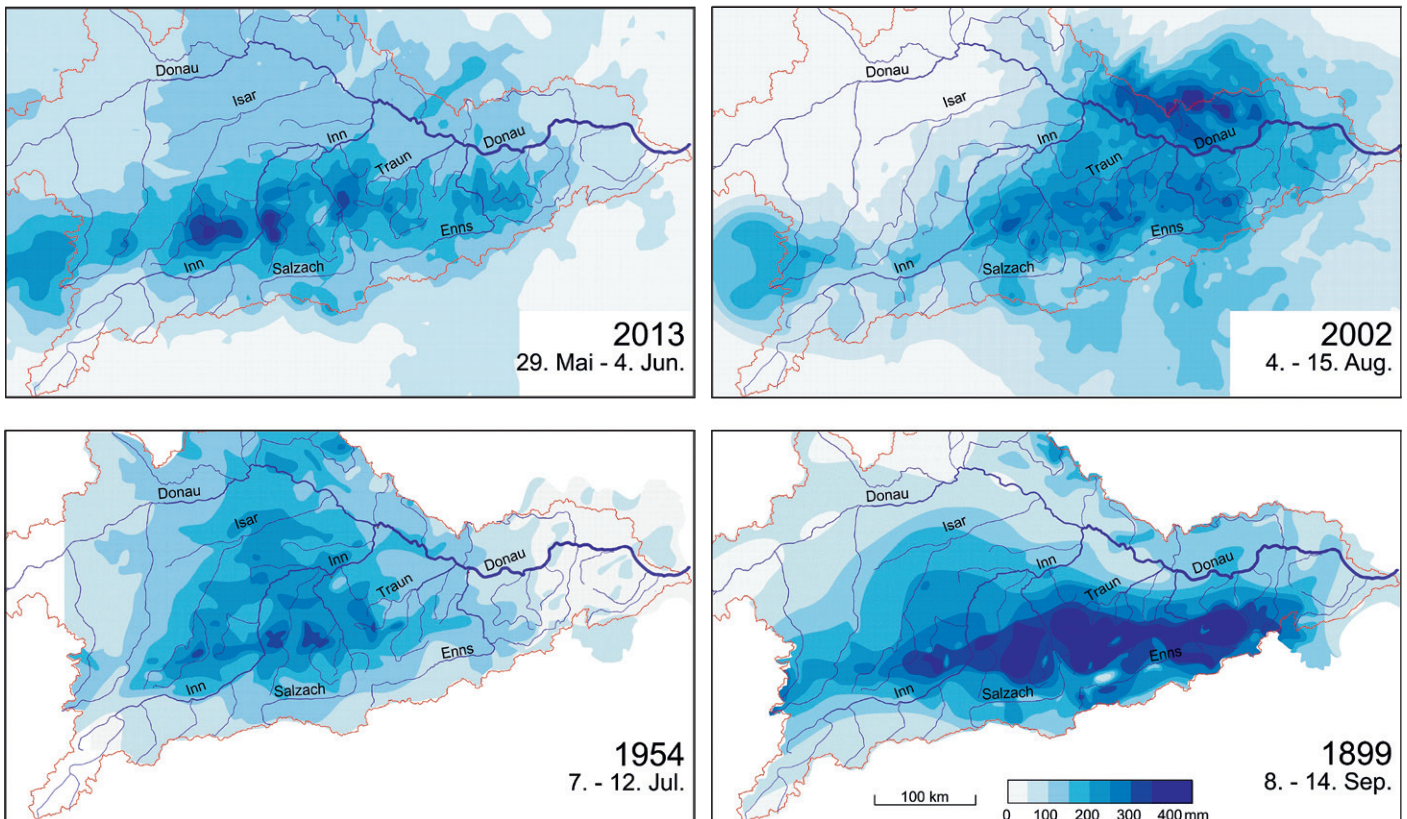 Donau
Isar
Inn
Donau
Traun
Enns
Inn
Salzach
2013
29. Mai - 4. Jun.
Donau
Isar
Inn
Donau
Traun
Enns
Inn
Salzach
2002
4. - 15. Aug.
Donau
Isar
Inn
Donau
Traun
Enns
Inn
Salzach
1954
7. - 12. Jul.
Donau
Isar
Inn
Donau
Traun
Enns
Inn
Salzach
1899
8. - 14. Sep.
100 km
0 100 200 300 400 mm